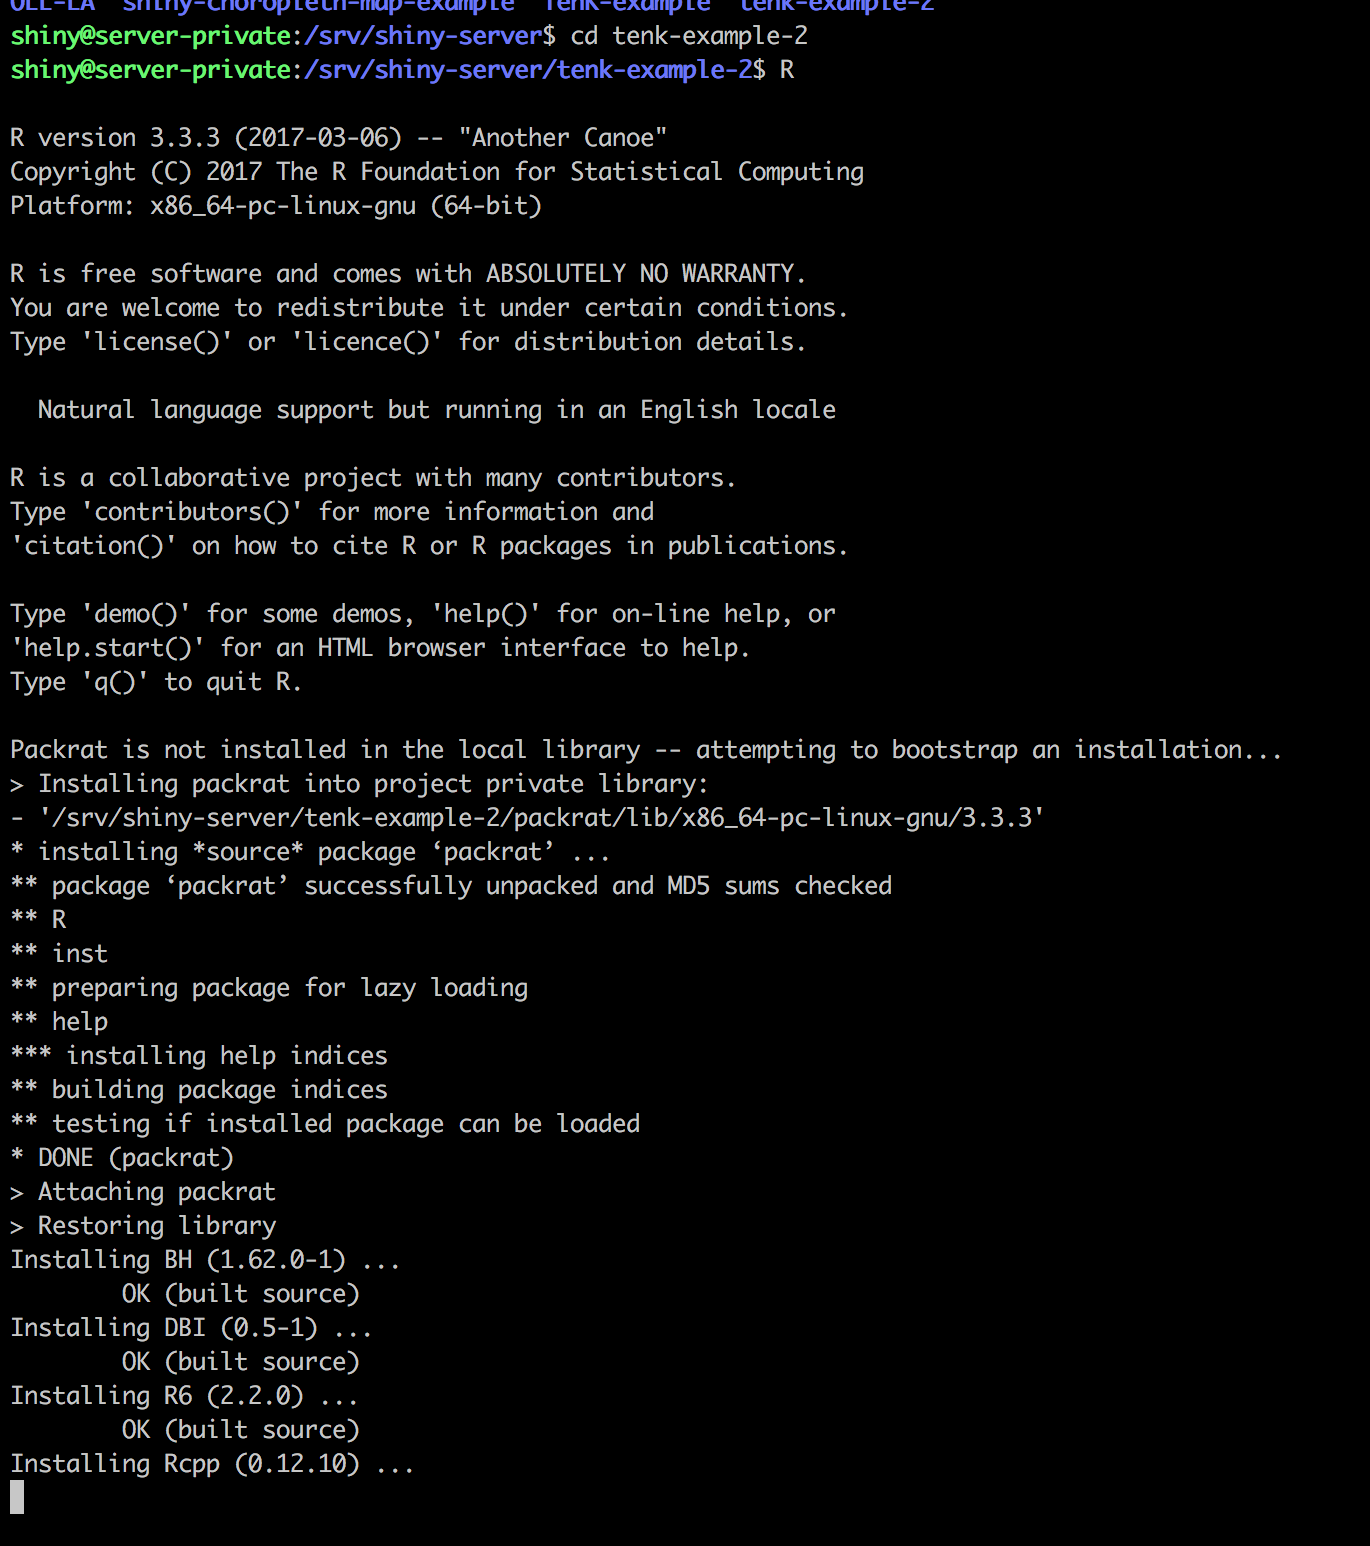 OLL-LA  shiny-choropleth-map-example  TenK-example  tenk-example-2
shiny@server-private:/srv/shiny-server$ cd tenk-example-2
shiny@server-private:/srv/shiny-server/tenk-example-2$ R
R version 3.3.3 (2017-03-06) -- "Another Canoe"
Copyright (C) 2017 The R Foundation for Statistical Computing
Platform: x86_64-pc-linux-gnu (64-bit)
R is free software and comes with ABSOLUTELY NO WARRANTY.
You are welcome to redistribute it under certain conditions.
Type 'license()' or 'licence()' for distribution details.
  Natural language support but running in an English locale
R is a collaborative project with many contributors.
Type 'contributors()' for more information and
'citation()' on how to cite R or R packages in publications.
Type 'demo()' for some demos, 'help()' for on-line help, or
'help.start()' for an HTML browser interface to help.
Type 'q()' to quit R.
Packrat is not installed in the local library -- attempting to bootstrap an installation...
> Installing packrat into project private library:
- '/srv/shiny-server/tenk-example-2/packrat/lib/x86_64-pc-linux-gnu/3.3.3'
* installing *source* package ‘packrat’ ...
** package ‘packrat’ successfully unpacked and MD5 sums checked
** R
** inst
** preparing package for lazy loading
** help
*** installing help indices
** building package indices
** testing if installed package can be loaded
* DONE (packrat)
> Attaching packrat
> Restoring library
Installing BH (1.62.0-1) ...
        OK (built source)
Installing DBI (0.5-1) ...
        OK (built source)
Installing R6 (2.2.0) ...
        OK (built source)
Installing Rcpp (0.12.10) ...